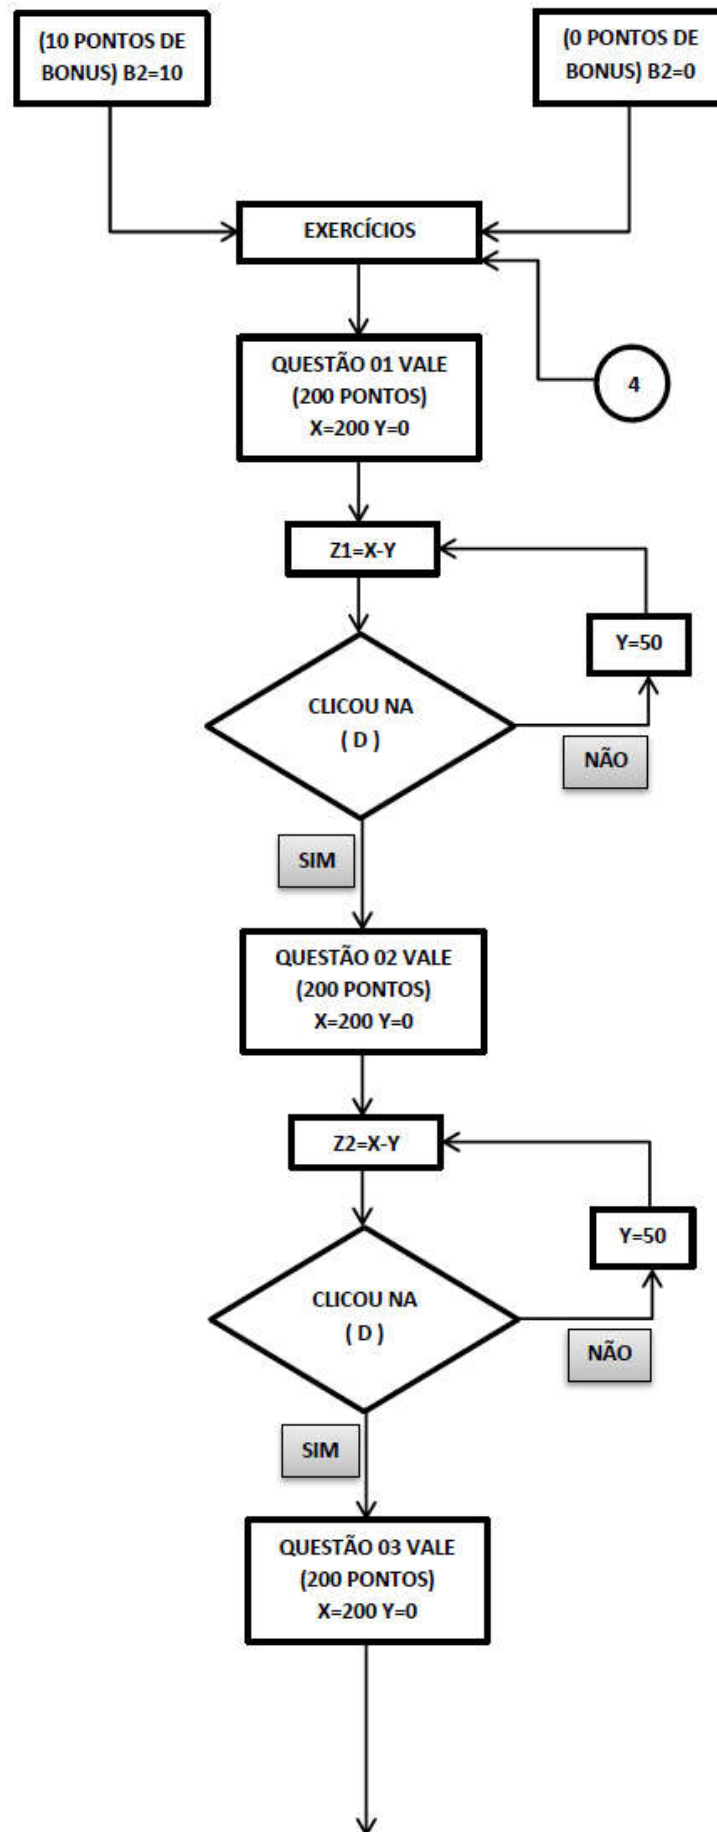 (10 PONTOS DE
BONUS) B2=10
(0 PONTOS DE
BONUS) B2=0
EXERCÍCIOS
QUESTÃO 01 VALE
(200 PONTOS)
X=200 Y=0
4
Z1=X-Y
Y=50
CLICOU NA
( D )
NÃO
SIM
QUESTÃO 02 VALE
(200 PONTOS)
X=200 Y=0
Z2=X-Y
Y=50
CLICOU NA
( D )
NÃO
SIM
QUESTÃO 03 VALE
(200 PONTOS)
X=200 Y=0